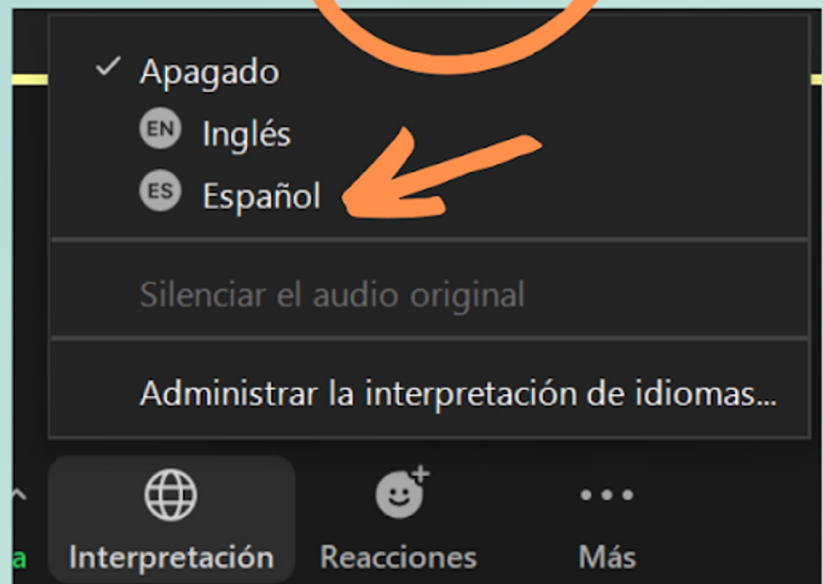 Apagado
EN Inglés
ES Español
Silenciar el audio original
Administrar la interpretación de idiomas...
a Interpretación Reacciones Más